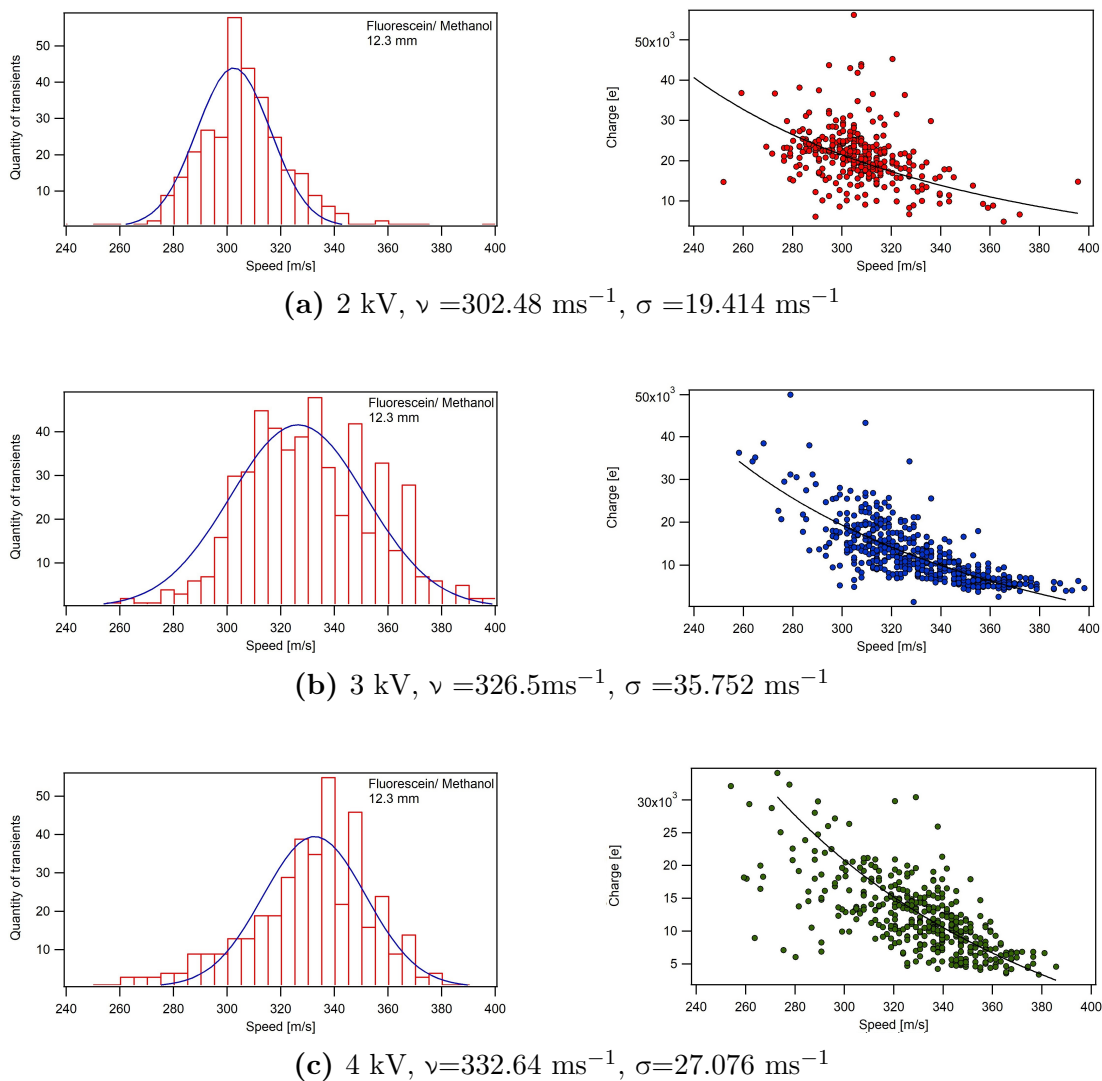 Fluorescein/ Methanol
12.3 mm
Quantity of transients
50
40
30
20
10
240 260 280 300 320 340 360 380 400
Speed [m/s]
Charge [e]
50x10³
40
30
20
10
240 260 280 300 320 340 360 380 400
Speed [m/s]
(a) 2 kV, ν =302.48 ms⁻¹, σ =19.414 ms⁻¹
Fluorescein/ Methanol
12.3 mm
Quantity of transients
40
30
20
10
240 260 280 300 320 340 360 380 400
Speed [m/s]
Charge [e]
50x10³
40
30
20
10
240 260 280 300 320 340 360 380 400
Speed [m/s]
(b) 3 kV, ν =326.5ms⁻¹, σ =35.752 ms⁻¹
Fluorescein/ Methanol
12.3 mm
Quantity of transients
50
40
30
20
10
240 260 280 300 320 340 360 380 400
Speed [m/s]
Charge [e]
30x10³
25
20
15
10
5
240 260 280 300 320 340 360 380 400
Speed [m/s]
(c) 4 kV, ν=332.64 ms⁻¹, σ=27.076 ms⁻¹